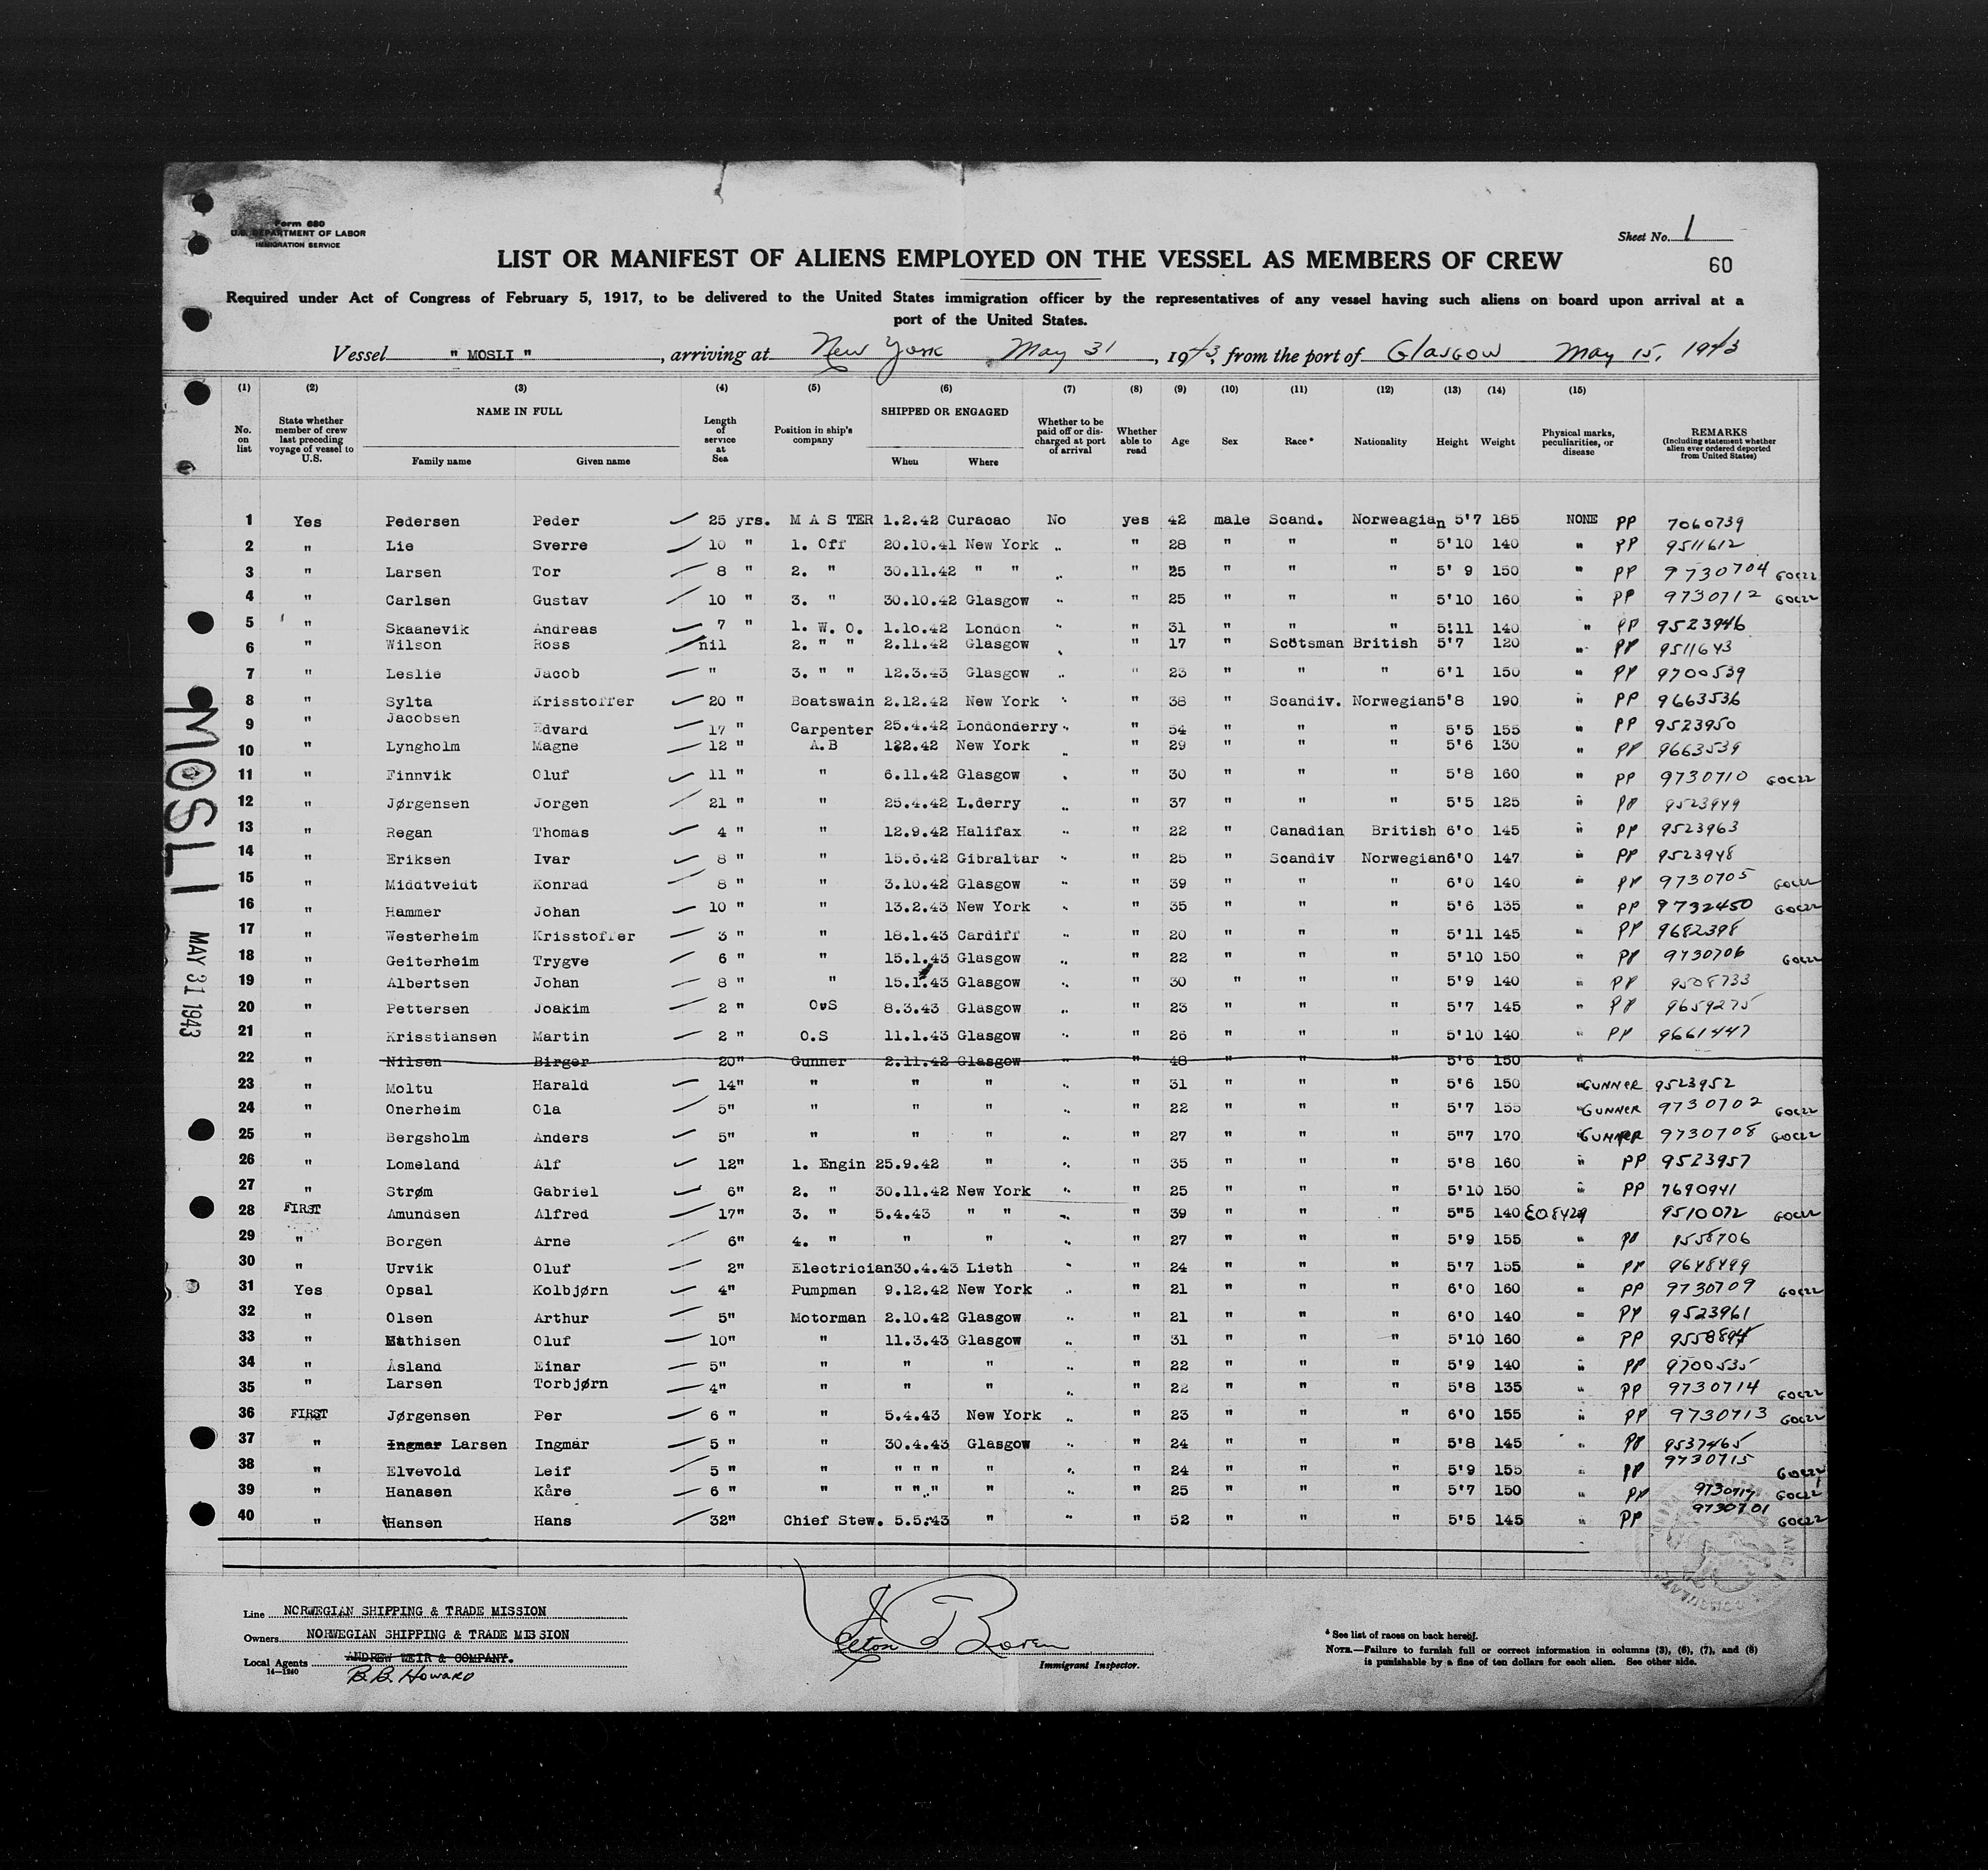 Form 680
U.S. DEPARTMENT OF LABOR
IMMIGRATION SERVICE
Sheet No. 1
LIST OR MANIFEST OF ALIENS EMPLOYED ON THE VESSEL AS MEMBERS OF CREW
60
Required under Act of Congress of February 5, 1917, to be delivered to the United States immigration officer by the representatives of any vessel having such aliens on board upon arrival at a
port of the United States.
Vessel " MOSLI " , arriving at New York May 31 , 1943, from the port of Glasgow May 15, 1943
(1) (2) (3) (4) (5) (6) (7) (8) (9) (10) (11) (12) (13) (14) (15)
No. on list State whether member of crew last preceding voyage of vessel to U.S. NAME IN FULL Family name Given name Length of service at Sea Position in ship's company SHIPPED OR ENGAGED When Where Whether to be paid off or discharged at port of arrival Whether able to read Age Sex Race* Nationality Height Weight Physical marks, peculiarities, or disease REMARKS (Including statement whether alien ever ordered deported from United States)
1 Yes Pedersen Peder 25 yrs. M A S TER 1.2.42 Curacao No yes 42 male Scand. Norweagian 5'7 185 NONE PP 7060739
2 " Lie Sverre 10 " 1. Off 20.10.41 New York " " 28 " " " 5'10 140 " PP 9511612
3 " Larsen Tor 8 " 2. " 30.11.42 " " " " 25 " " " 5' 9 150 " PP 9730704
4 " Carlsen Gustav 10 " 3. " 30.10.42 Glasgow " " 25 " " " 5'10 160 " PP 9730712
5 " Skaanevik Andreas 7 " 1. W. O. 1.10.42 London " " 31 " " " 5'11 140 " PP 9523946
6 " Wilson Ross nil 2. " " 2.11.42 Glasgow " " 17 " Scotsman British 5'7 120 " PP 9511643
7 " Leslie Jacob " 3. " " 12.3.43 Glasgow " " 23 " " " 6'1 150 " PP 9700539
8 " Sylta Krisstoffer 20 " Boatswain 2.12.42 New York " " 38 " Scandiv. Norwegian 5'8 190 " PP 9663536
9 " Jacobsen Edvard 17 " Carpenter 25.4.42 Londonderry " " 54 " " " 5'5 155 " PP 9523950
10 " Lyngholm Magne 12 " A.B 122.42 New York " " 29 " " " 5'6 130 " PP 9663539
11 " Finnvik Oluf 11 " " 6.11.42 Glasgow " " 30 " " " 5'8 160 " PP 9730710
12 " Jørgensen Jorgen 21 " " 25.4.42 L.derry " " 37 " " " 5'5 125 " PP 9523949
13 " Regan Thomas 4 " " 12.9.42 Halifax " " 22 " Canadian British 6'0 145 " PP 9523963
14 " Eriksen Ivar 8 " " 15.6.42 Gibraltar " " 25 " Scandiv Norwegian 6'0 147 " PP 9523948
15 " Middtveidt Konrad 8 " " 3.10.42 Glasgow " " 39 " " " 6'0 140 " PP 9730705
16 " Hammer Johan 10 " " 13.2.43 New York " " 35 " " " 5'6 135 " PP 9732450
17 " Westerheim Krisstoffer 3 " " 18.1.43 Cardiff " " 20 " " " 5'11 145 " PP 9682398
18 " Geiterheim Trygve 6 " " 15.1.43 Glasgow " " 22 " " " 5'10 150 " PP 9730706
19 " Albertsen Johan 8 " " 15.1.43 Glasgow " " 30 " " " 5'9 140 " PP 9508733
20 " Pettersen Joakim 2 " O.S 8.3.43 Glasgow " " 23 " " " 5'7 145 " PP 9659275
21 " Krisstiansen Martin 2 " O.S 11.1.43 Glasgow " " 26 " " " 5'10 140 " PP 9661447
22 " Nilsen Birger 20" Gunner 2.11.42 Glasgow " " 48 " " " 5'6 150 "
23 " Moltu Harald 14" " " " " " 31 " " " 5'6 150 " GUNNER 9523952
24 " Onerheim Ola 5" " " " " " 22 " " " 5'7 155 " GUNNER 9730702
25 " Bergsholm Anders 5" " " " " " 27 " " " 5"7 170 " GUNNER 9730708
26 " Lomeland Alf 12" 1. Engin 25.9.42 " " " 35 " " " 5'8 160 " PP 9523957
27 " Strøm Gabriel 6" 2. " 30.11.42 New York " " 25 " " " 5'10 150 " PP 7690941
28 FIRST Amundsen Alfred 17" 3. " 5.4.43 " " " " 39 " " " 5"5 140 9510072
29 " Borgen Arne 6" 4. " " " " " 27 " " " 5'9 155 " PP
30 " Urvik Oluf 2" Electrician 30.4.43 Lieth " " 24 " " " 5'7 155 " PP 9648499
31 Yes Opsal Kolbjørn 4" Pumpman 9.12.42 New York " " 21 " " " 6'0 160 " PP 9730709
32 " Olsen Arthur 5" Motorman 2.10.42 Glasgow " " 21 " " " 6'0 140 " PP 9523961
33 " Mathisen Oluf 10" " 11.3.43 Glasgow " " 31 " " " 5'10 160 " PP
34 " Åsland Einar 5" " " " " " 22 " " " 5'9 140 " PP 9700535
35 " Larsen Torbjørn 4" " " " " " 22 " " " 5'8 135 " PP 9730714
36 FIRST Jørgensen Per 6 " " 5.4.43 New York " " 23 " " " 6'0 155 " PP 9730713
37 " Ingmar Larsen Ingmar 5 " " 30.4.43 Glasgow " " 24 " " " 5'8 145 " PP 9537465
38 " Elvevold Leif 5 " " " " " " " " 24 " " " 5'9 155 " PP 9730715
39 " Hanasen Kåre 6 " " " " " " " " 25 " " " 5'7 150 " PP
40 " Hansen Hans 32" Chief Stew. 5.5.43 " " " 52 " " " 5'5 145 " PP 9730701
MOSLI MAY 31 1943
Line NORWEGIAN SHIPPING & TRADE MISSION
Owners NORWEGIAN SHIPPING & TRADE MISSION
Local Agents ANDREW WEIR & COMPANY.
14-1240
B.B. Howard
Immigrant Inspector.
* See list of races on back hereof.
NOTE.—Failure to furnish full or correct information in columns (3), (6), (7), and (8)
is punishable by a fine of ten dollars for each alien. See other side.